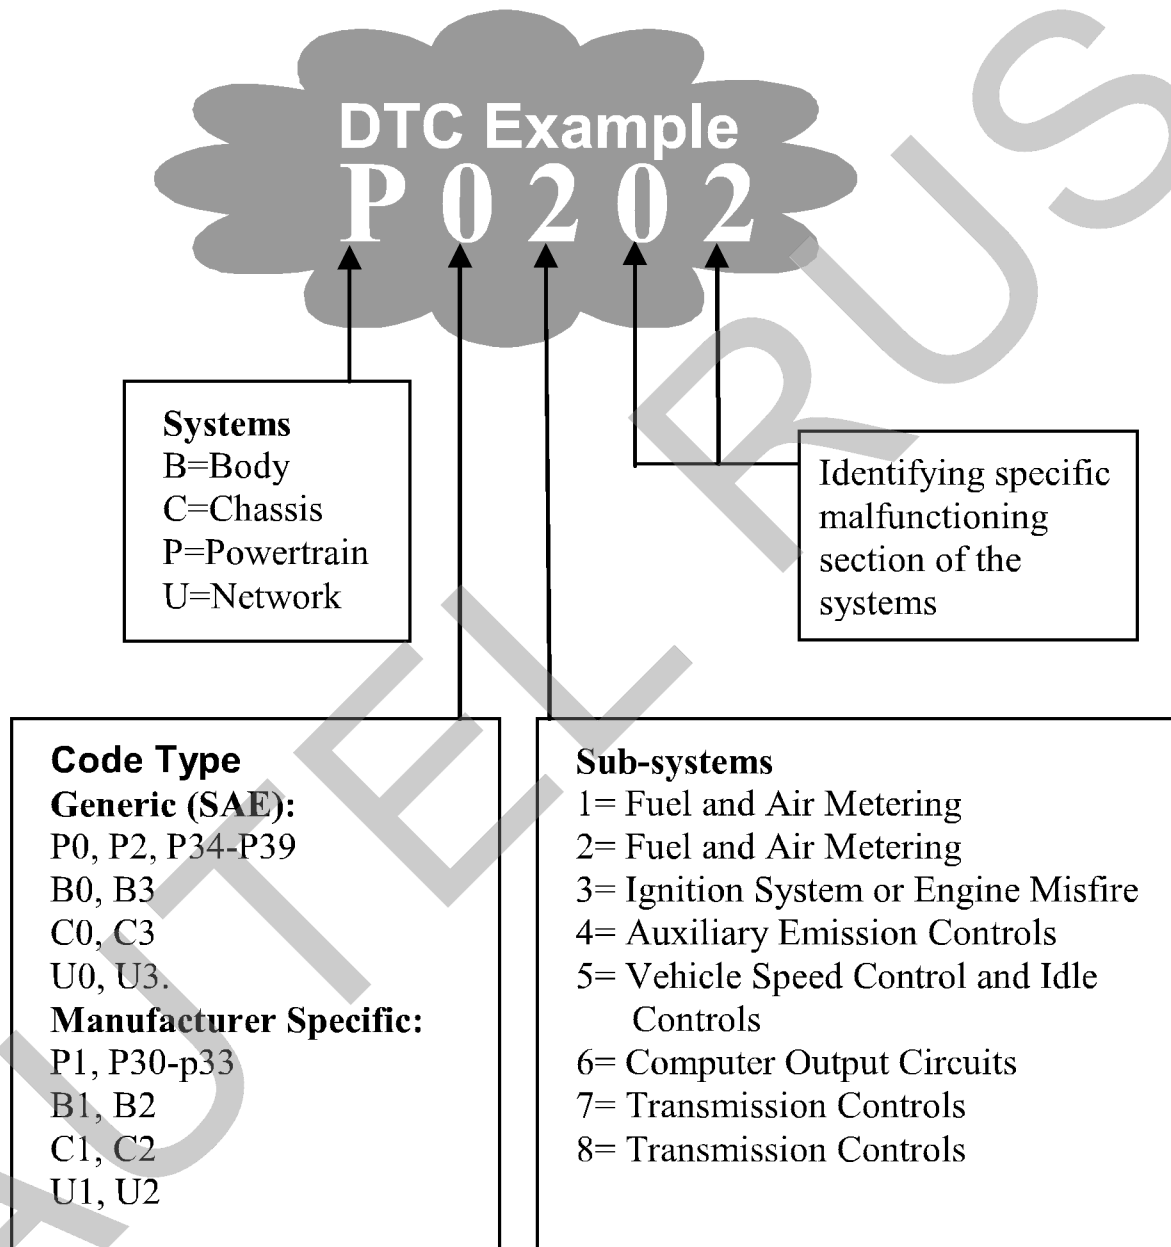 DTC Example
P 0 2 0 2
Systems
B=Body
C=Chassis
P=Powertrain
U=Network
Identifying specific
malfunctioning
section of the
systems
Code Type
Generic (SAE):
P0, P2, P34-P39
B0, B3
C0, C3
U0, U3.
Manufacturer Specific:
P1, P30-p33
B1, B2
C1, C2
U1, U2
Sub-systems
1= Fuel and Air Metering
2= Fuel and Air Metering
3= Ignition System or Engine Misfire
4= Auxiliary Emission Controls
5= Vehicle Speed Control and Idle
Controls
6= Computer Output Circuits
7= Transmission Controls
8= Transmission Controls
AUTEL RUS